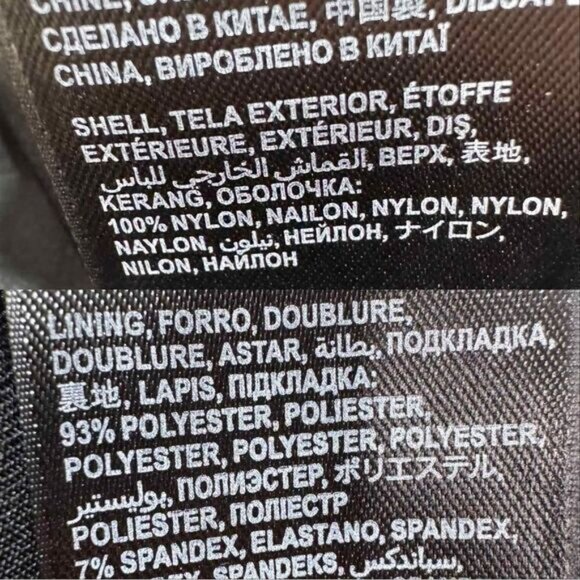 СДЕЛАНО В КИТАЕ, 中国製,
CHINA, ВИРОБЛЕНО В КИТАЇ
SHELL, TELA EXTERIOR, ÉTOFFE
EXTÉRIEURE, EXTÉRIEUR, DIŞ,
القماش الخارجي للباس, ВЕРХ, 表地,
KERANG, ОБОЛОЧКА:
100% NYLON, NAILON, NYLON, NYLON,
NAYLON, نيلون, НЕЙЛОН, ナイロン,
NILON, НАЙЛОН
LINING, FORRO, DOUBLURE,
DOUBLURE, ASTAR, بطانة, ПОДКЛАДКА,
裏地, LAPIS, ПІДКЛАДКА:
93% POLYESTER, POLIESTER,
POLYESTER, POLYESTER, POLYESTER,
بوليستير, ПОЛИЭСТЕР, ポリエステル,
POLIESTER, ПОЛІЕСТР
7% SPANDEX, ELASTANO, SPANDEX,
SPANDEKS, سباندكس,